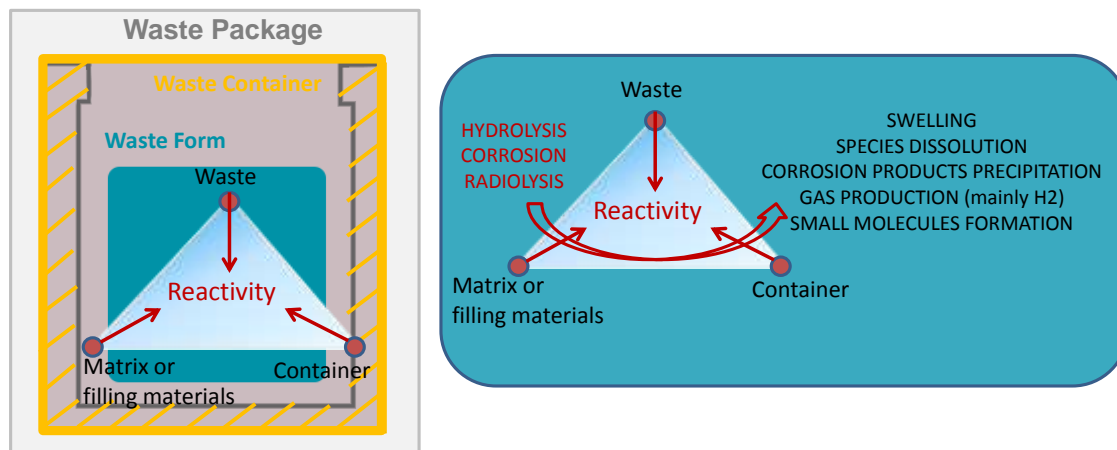 Waste Package
Waste Container
Waste Form
Waste
Reactivity
Matrix or
filling materials
Container
Waste
HYDROLYSIS
CORROSION
RADIOLYSIS
Reactivity
Matrix or
filling materials
Container
SWELLING
SPECIES DISSOLUTION
CORROSION PRODUCTS PRECIPITATION
GAS PRODUCTION (mainly H2)
SMALL MOLECULES FORMATION